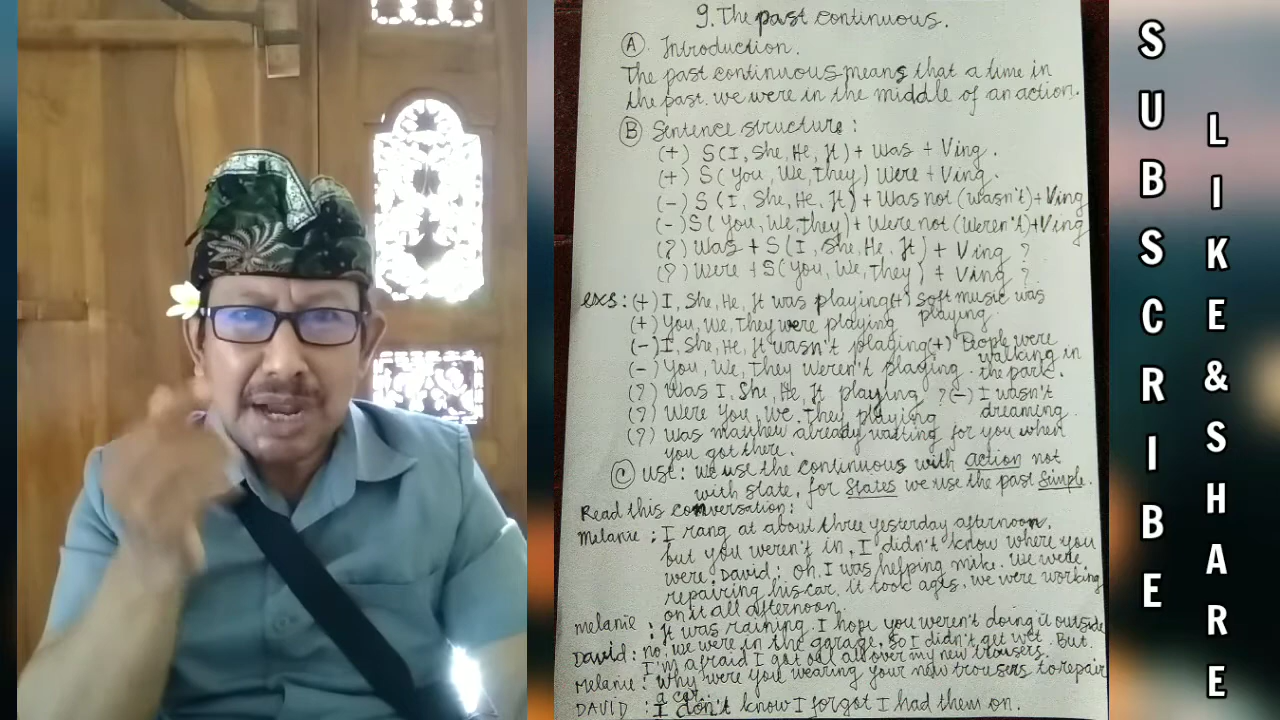 9. The past continuous.
A. Introduction.
The past continuous means that a time in
the past. we were in the middle of an action.
B Sentence structure:
(+) S (I, She, He, It) + Was + Ving.
(+) S (You, We, They) Were + Ving.
(-) S (I, She, He, It) + Was not (wasn't) + Ving
(-) S (You, We, They) + Were not (Weren't) + Ving
(?) Was + S (I, She, He, It) + Ving ?
(?) Were + S (You, We, They) + Ving ?
exs: (+) I, She, He, It was playing (+) Soft music was
playing.
(+) You, We, They were playing
(-) I, She, He, It wasn't playing (+) People were
walking in
the park.
(-) You, We, They weren't playing.
(?) Was I, She, He, It playing ? (-) I wasn't
dreaming.
(?) Were You, We, They playing
(?) Was matthew already waiting for you when
you got there.
C Use: We use the continuous with action not
with state, for States we use the past Simple.
Read this conversation:
Melanie : I rang at about three yesterday afternoon,
but you weren't in, I didn't know where you
were. David: Oh. I was helping mike. We were
repairing his car. it took ages, we were working
on it all afternoon.
melanie : It was raining. I hope you weren't doing it outside
David: no. we were in the garage. So I didn't get wet. But
I'm afraid I got oil all over my new trousers.
Melanie: Why were you wearing your new trousers to repair
a car.
DAVID : I don't know I forgot I had them on.
SUBSCRIBE
LIKE & SHARE